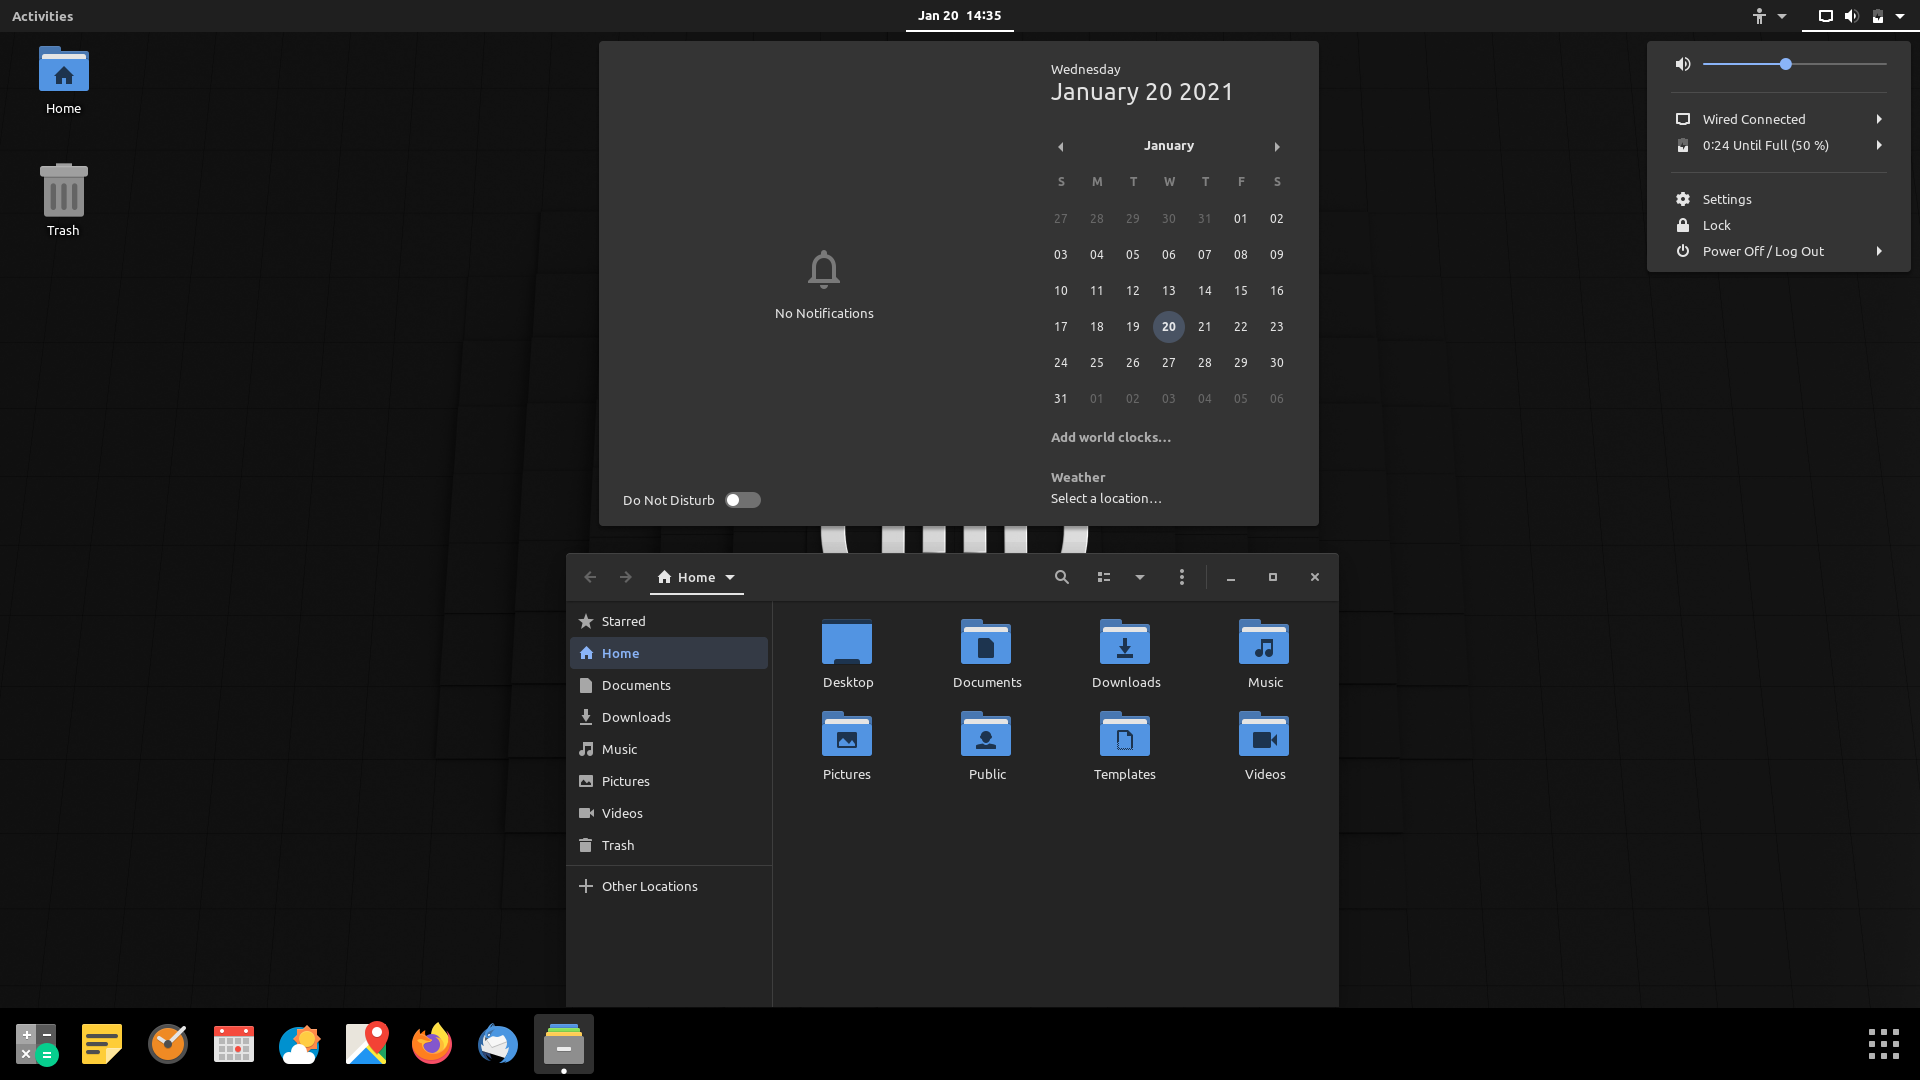 Activities
Jan 20 14:35
Home
Trash
No Notifications
Do Not Disturb
Wednesday
January 20 2021
January
S M T W T F S
27 28 29 30 31 01 02
03 04 05 06 07 08 09
10 11 12 13 14 15 16
17 18 19 20 21 22 23
24 25 26 27 28 29 30
31 01 02 03 04 05 06
Add world clocks…
Weather
Select a location…
Wired Connected
0:24 Until Full (50 %)
Settings
Lock
Power Off / Log Out
Home
Starred
Home
Documents
Downloads
Music
Pictures
Videos
Trash
Other Locations
Desktop Documents Downloads Music
Pictures Public Templates Videos